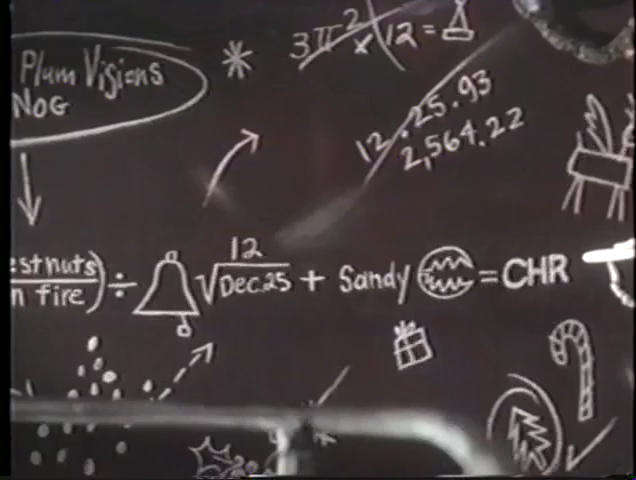 Plum Visions
NOG
3π² x 12 =
12.25.93
2,564.22
estnuts) ÷ √ 12 + Sandy = CHR
n fire) Dec.25